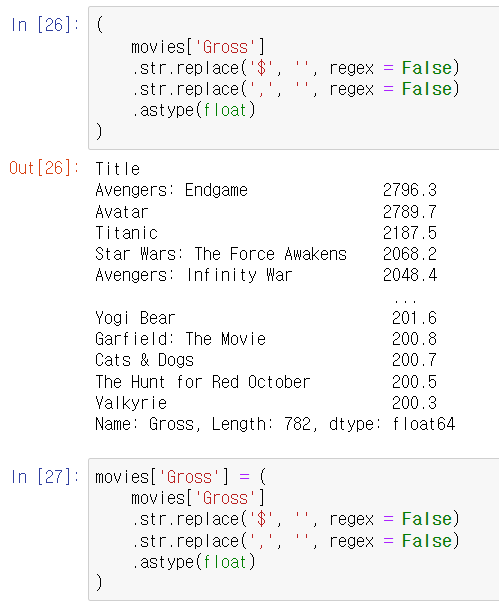 In [26]: (
    movies['Gross']
    .str.replace('$', '', regex = False)
    .str.replace(',', '', regex = False)
    .astype(float)
)
Out[26]: Title
Avengers: Endgame 2796.3
Avatar 2789.7
Titanic 2187.5
Star Wars: The Force Awakens 2068.2
Avengers: Infinity War 2048.4
...
Yogi Bear 201.6
Garfield: The Movie 200.8
Cats & Dogs 200.7
The Hunt for Red October 200.5
Valkyrie 200.3
Name: Gross, Length: 782, dtype: float64
In [27]: movies['Gross'] = (
    movies['Gross']
    .str.replace('$', '', regex = False)
    .str.replace(',', '', regex = False)
    .astype(float)
)